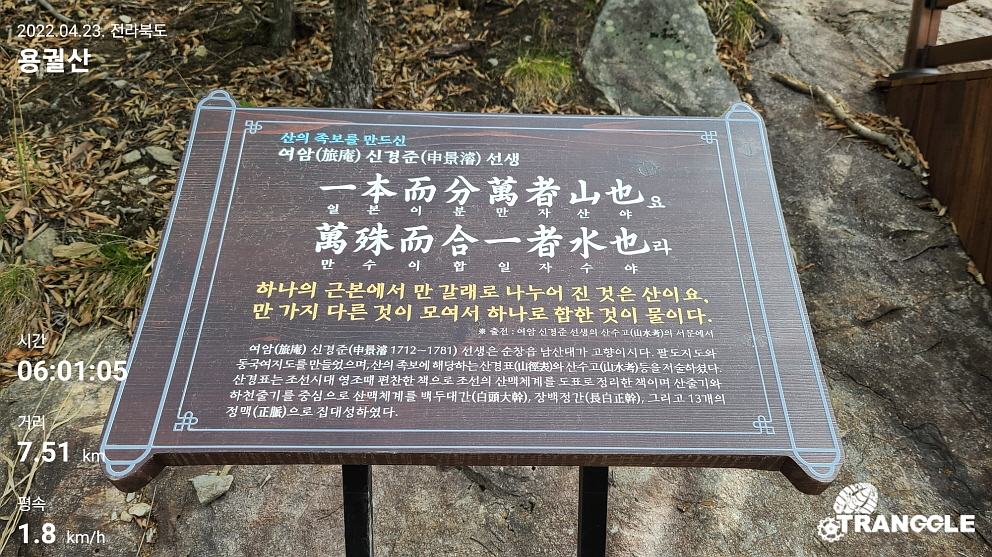 2022.04.23. 전라북도
용궐산
산의 족보를 만드신
여암(旅庵) 신경준(申景濬) 선생
一本而分萬者山也요
일 본 이 분 만 자 산 야
萬殊而合一者水也라
만 수 이 합 일 자 수 야
하나의 근본에서 만 갈래로 나누어 진 것은 산이요,
만 가지 다른 것이 모여서 하나로 합한 것이 물이다.
※ 출전 : 여암 신경준 선생의 산수고(山水考)의 서문에서
여암(旅庵) 신경준(申景濬 1712~1781) 선생은 순창읍 남산대가 고향이시다. 팔도지도와
동국여지도를 만들었으며, 산의 족보에 해당하는 산경표(山徑表)와 산수고(山水考)등을 저술하셨다.
산경표는 조선시대 영조때 편찬한 책으로 조선의 산맥체계를 도표로 정리한 책이며 산줄기와
하천줄기를 중심으로 산맥체계를 백두대간(白頭大幹), 장백정간(長白正幹), 그리고 13개의
정맥(正脈)으로 집대성하였다.
시간
06:01:05
거리
7.51 km
평속
1.8 km/h
TRANGGLE